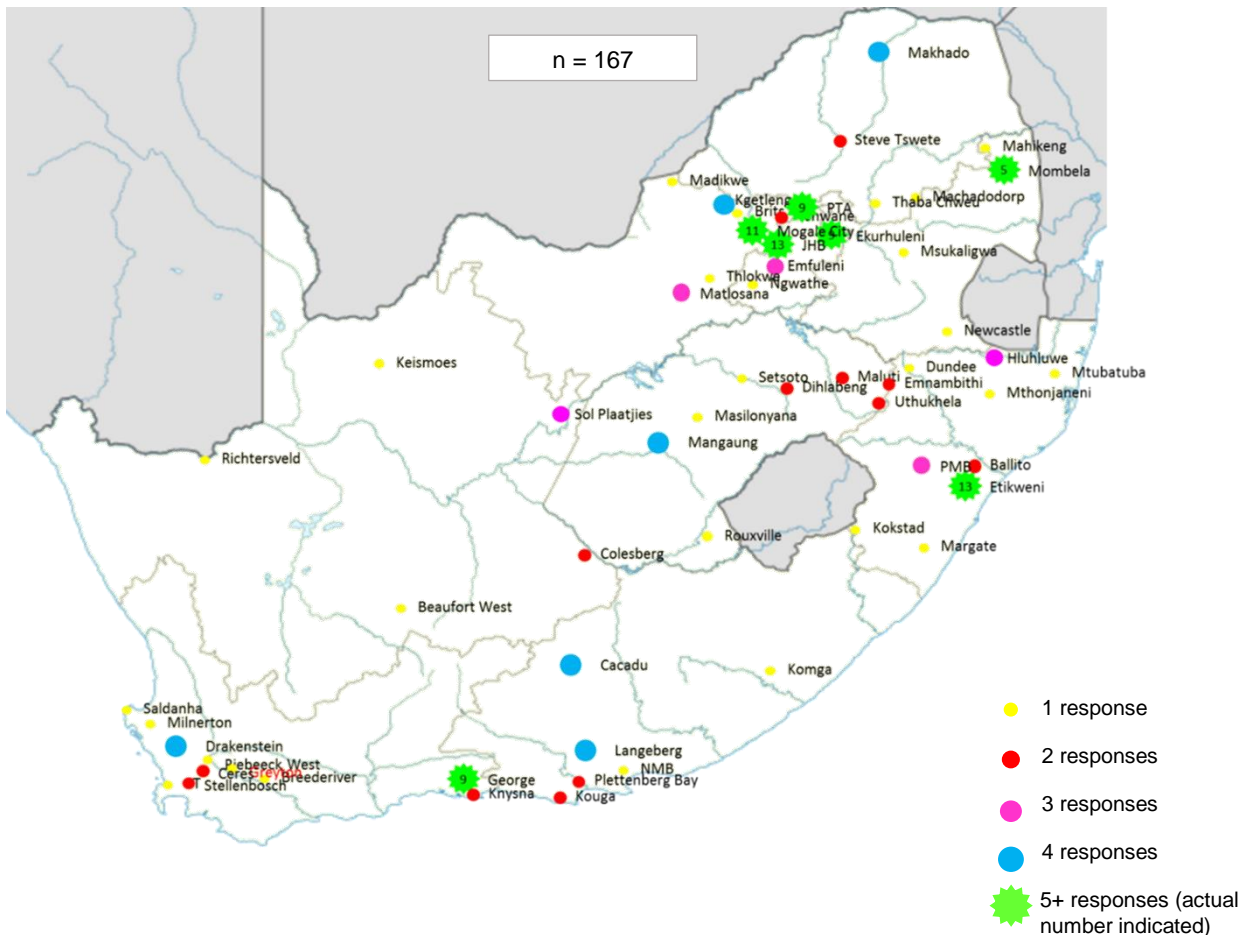 n = 167
Makhado
Steve Tswete
Mahikeng
5
Mombela
Madikwe
Kgetleng
Machadodorp
Thaba Chweu
9
PTA
Brits
11
Mogale City
Ekurhuleni
13
JHB
Msukaligwa
Emfuleni
Thlokwe
Ngwathe
Matlosana
Newcastle
Hluhluwe
Keismoes
Dundee
Mtubatuba
Setsoto
Maluti
Dihlabeng
Emnambithi
Mthonjaneni
Uthukhela
Sol Plaatjies
Masilonyana
Mangaung
Richtersveld
PMB
Ballito
13
Etikweni
Kokstad
Rouxville
Margate
Colesberg
Beaufort West
Cacadu
Komga
Saldanha
Milnerton
Drakenstein
Langeberg
Piebeeck West
NMB
Ceres
Greyton
Breederiver
9
George
Plettenberg Bay
Stellenbosch
Knysna
Kouga
1 response
2 responses
3 responses
4 responses
5+ responses (actual
number indicated)